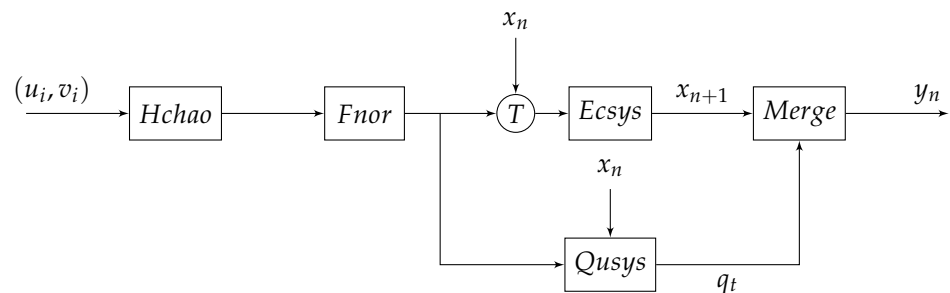 x_n
(u_i, v_i)
Hchao
Fnor
T
Ecsys
x_{n+1}
Merge
y_n
x_n
Qusys
q_t